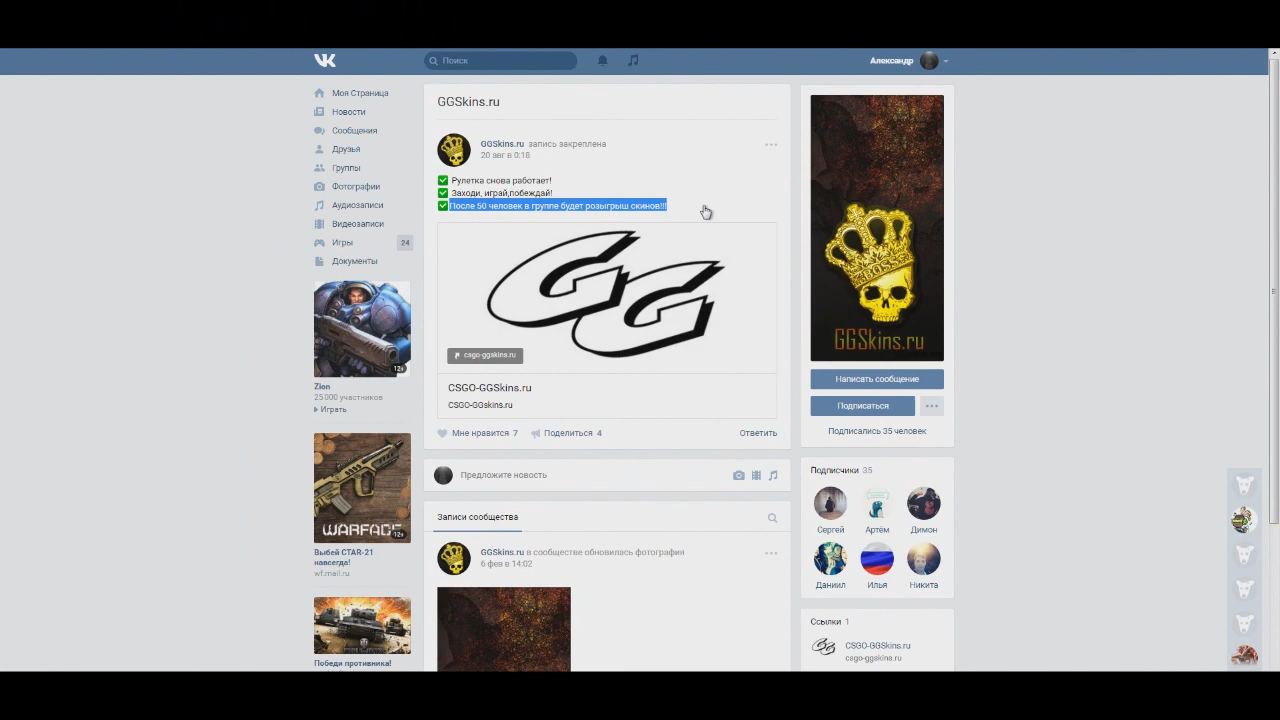 Поиск
Александр
Моя Страница
Новости
Сообщения
Друзья
Группы
Фотографии
Аудиозаписи
Видеозаписи
Игры 24
Документы
12+
Zion
25 000 участников
Играть
WARFACE
12+
Выбей CTAR-21
навсегда!
wf.mail.ru
Победи противника!
GGSkins.ru
GGSkins.ru запись закреплена
20 авг в 0:18
Рулетка снова работает!
Заходи, играй,побеждай!
После 50 человек в группе будет розыгрыш скинов!!!
GG
csgo-ggskins.ru
CSGO-GGSkins.ru
CSGO-GGskins.ru
Мне нравится 7 Поделиться 4 Ответить
Предложите новость
Записи сообщества
GGSkins.ru в сообществе обновилась фотография
6 фев в 14:02
BOSS
GGSkins.ru
Написать сообщение
Подписаться
Подписались 35 человек
Подписчики 35
Сергей Артём Димон
Даниил Илья Никита
Ссылки 1
CSGO-GGSkins.ru
csgo-ggskins.ru